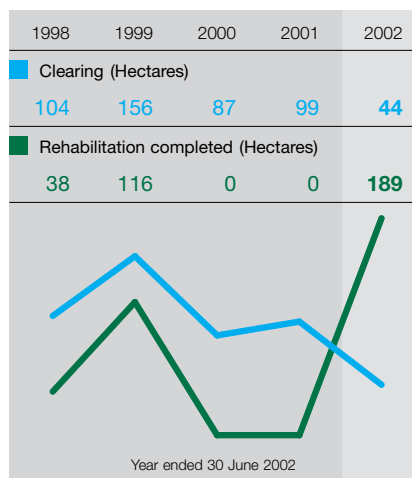 1998 1999 2000 2001 2002
Clearing (Hectares)
104 156 87 99 44
Rehabilitation completed (Hectares)
38 116 0 0 189
Year ended 30 June 2002